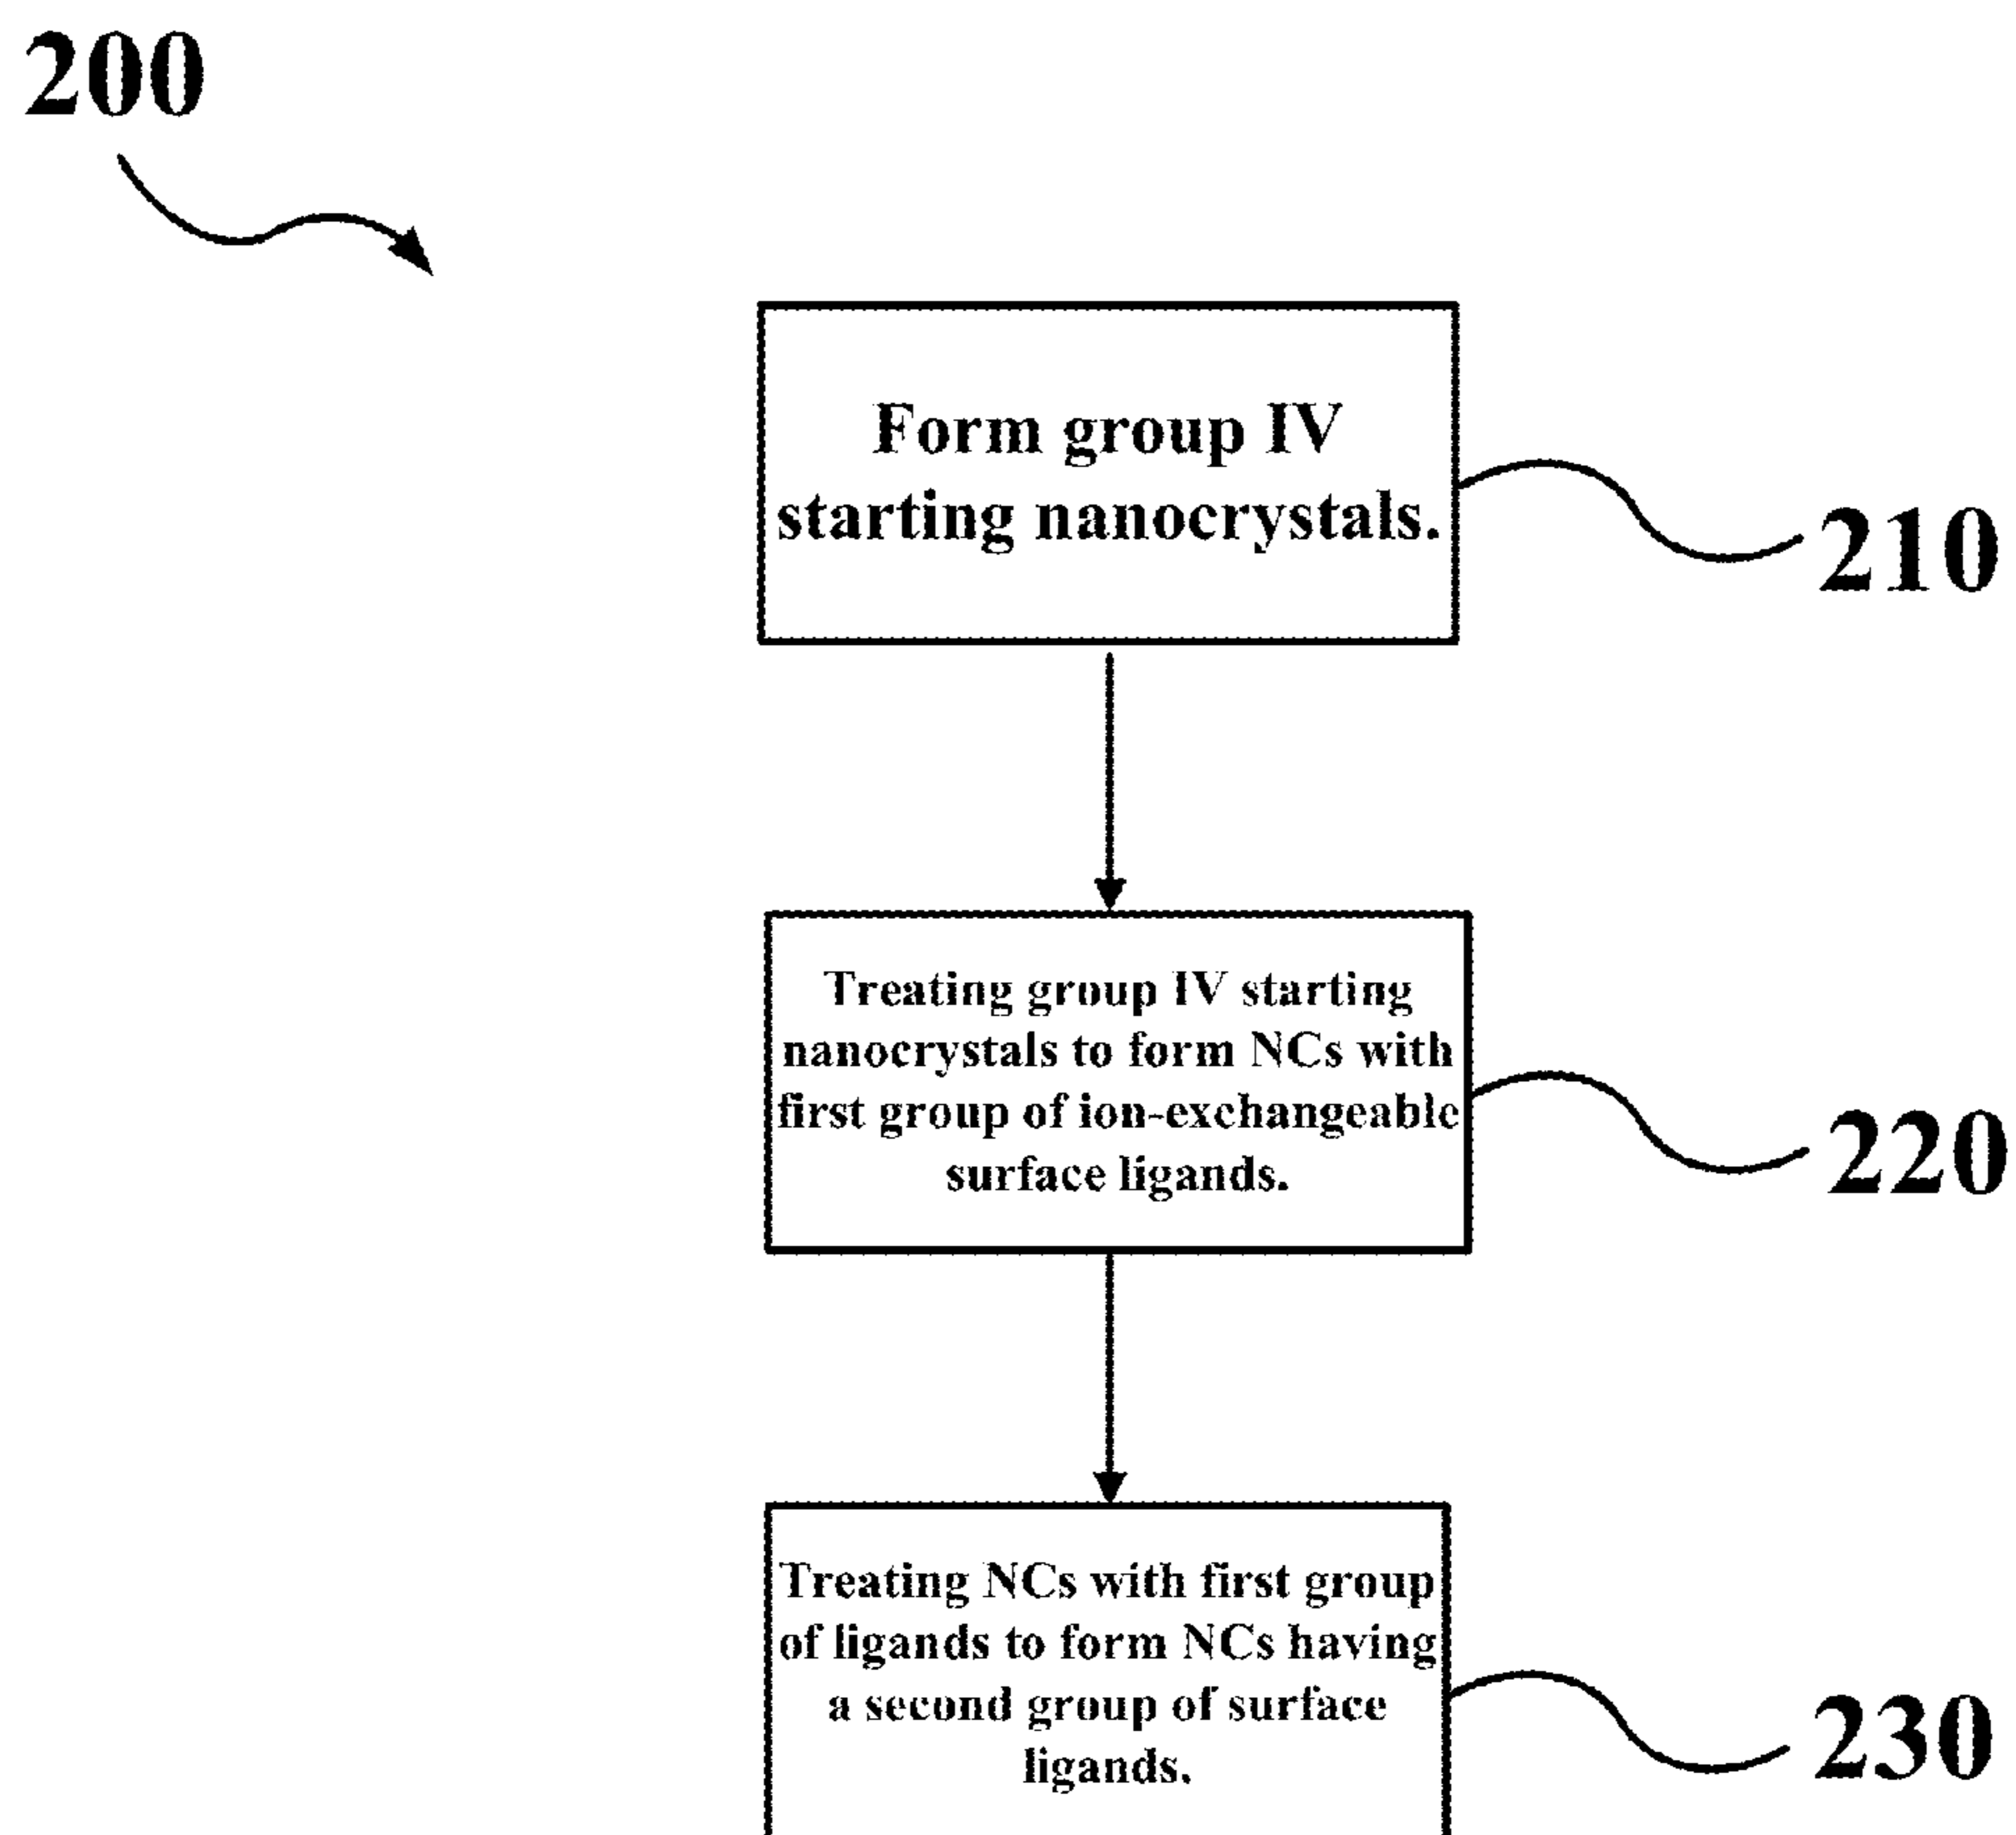 200
Form group IV
starting nanocrystals.
210
Treating group IV starting
nanocrystals to form NCs with
first group of ion-exchangeable
surface ligands.
220
Treating NCs with first group
of ligands to form NCs having
a second group of surface
ligands.
230